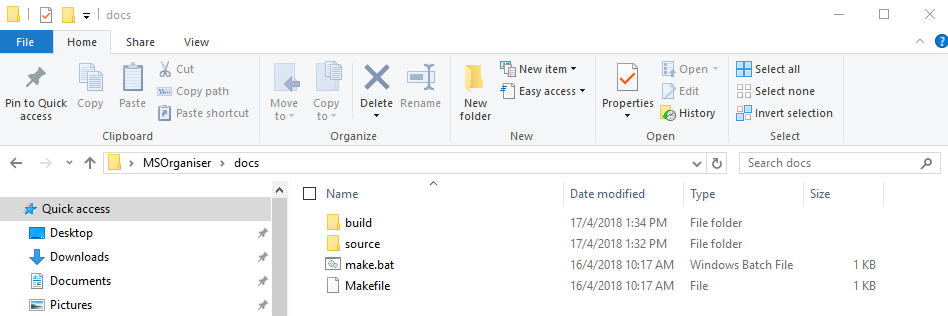 docs
File Home Share View
Pin to Quick access
Copy
Paste
Cut
Copy path
Paste shortcut
Clipboard
Move to
Copy to
Delete
Rename
Organize
New folder
New item
Easy access
New
Properties
Open
Edit
History
Open
Select all
Select none
Invert selection
Select
MSOrganiser > docs
Search docs
Quick access
Desktop
Downloads
Documents
Pictures
Name Date modified Type Size
build 17/4/2018 1:34 PM File folder
source 17/4/2018 1:32 PM File folder
make.bat 16/4/2018 10:17 AM Windows Batch File 1 KB
Makefile 16/4/2018 10:17 AM File 1 KB